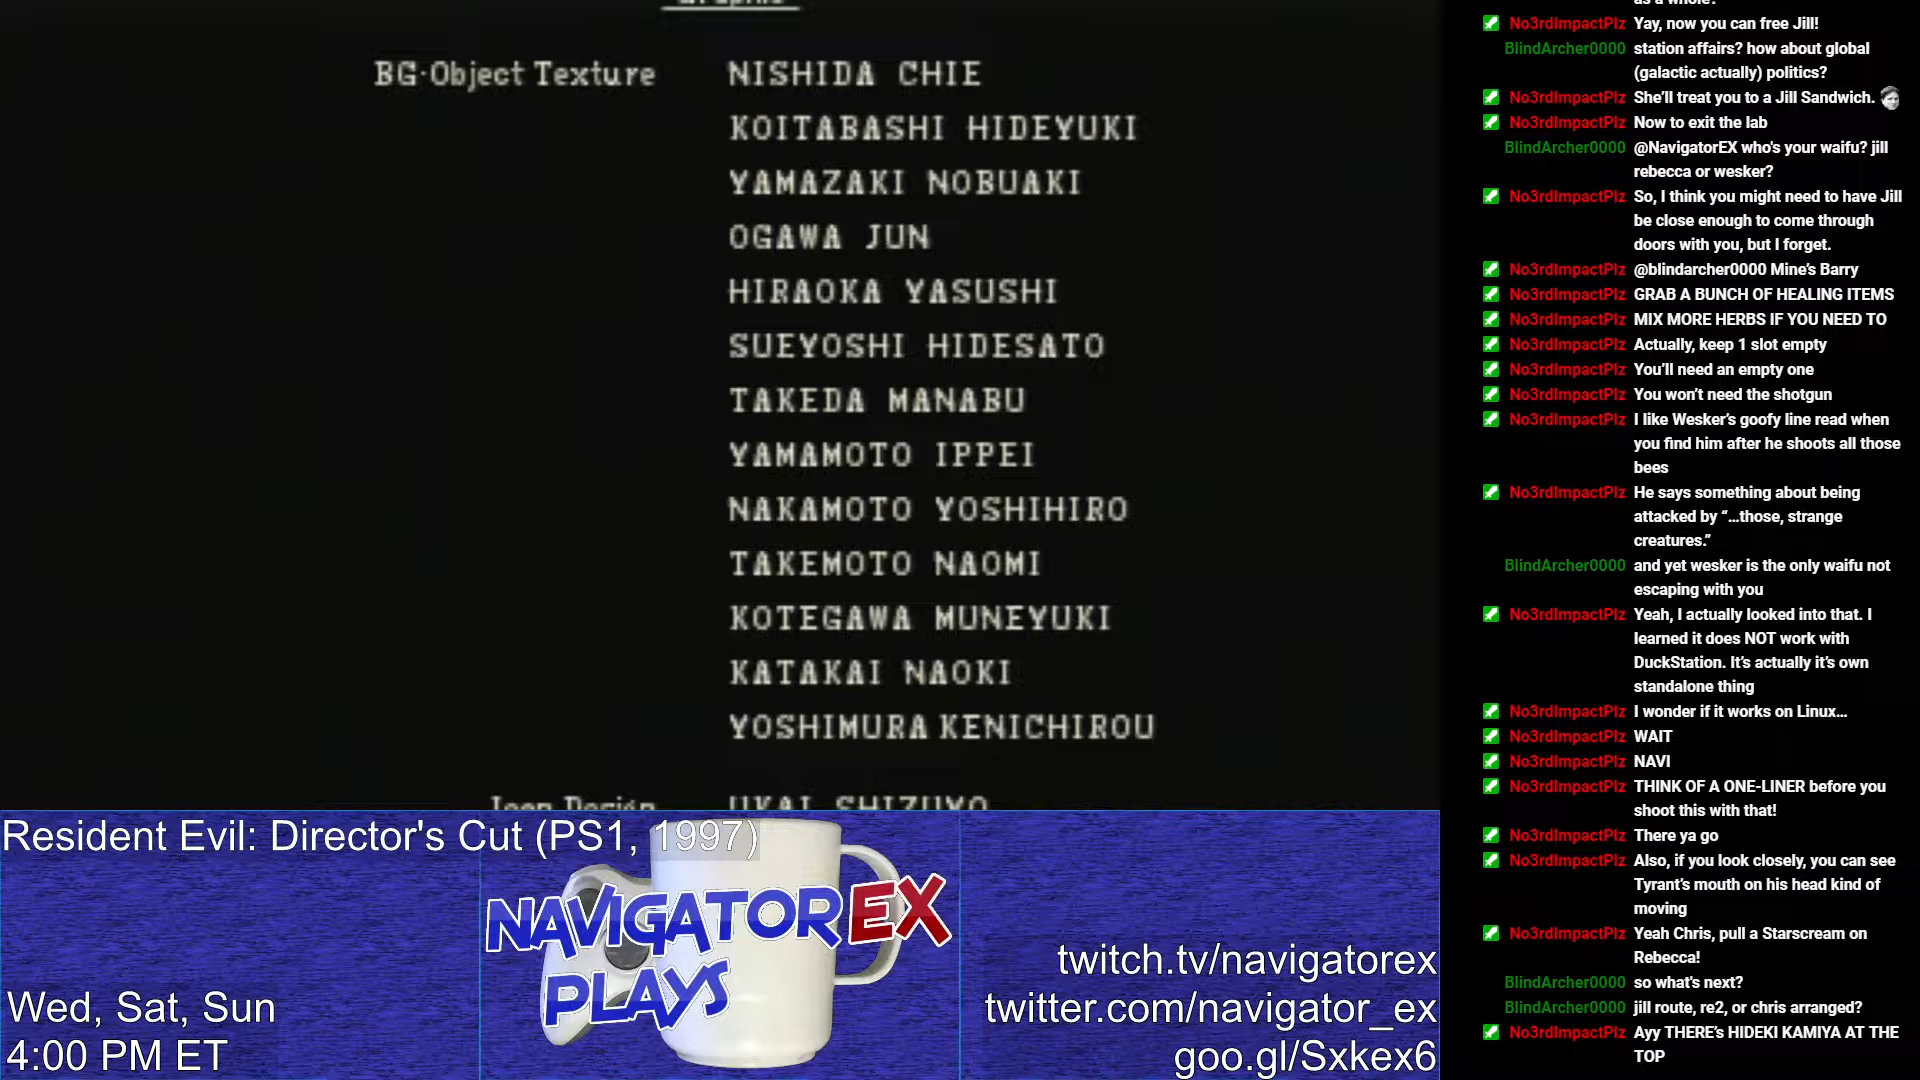 Graphic
BG·Object Texture NISHIDA CHIE
KOITABASHI HIDEYUKI
YAMAZAKI NOBUAKI
OGAWA JUN
HIRAOKA YASUSHI
SUEYOSHI HIDESATO
TAKEDA MANABU
YAMAMOTO IPPEI
NAKAMOTO YOSHIHIRO
TAKEMOTO NAOMI
KOTEGAWA MUNEYUKI
KATAKAI NAOKI
YOSHIMURA KENICHIROU
Design UKAI SHIZUYO
Resident Evil: Director's Cut (PS1, 1997)
NAVIGATOR EX
PLAYS
Wed, Sat, Sun
4:00 PM ET
twitch.tv/navigatorex
twitter.com/navigator_ex
goo.gl/Sxkex6
as a whole?
No3rdImpactPlz Yay, now you can free Jill!
BlindArcher0000 station affairs? how about global
(galactic actually) politics?
No3rdImpactPlz She'll treat you to a Jill Sandwich.
No3rdImpactPlz Now to exit the lab
BlindArcher0000 @NavigatorEX who's your waifu? jill
rebecca or wesker?
No3rdImpactPlz So, I think you might need to have Jill
be close enough to come through
doors with you, but I forget.
No3rdImpactPlz @blindarcher0000 Mine's Barry
No3rdImpactPlz GRAB A BUNCH OF HEALING ITEMS
No3rdImpactPlz MIX MORE HERBS IF YOU NEED TO
No3rdImpactPlz Actually, keep 1 slot empty
No3rdImpactPlz You'll need an empty one
No3rdImpactPlz You won't need the shotgun
No3rdImpactPlz I like Wesker's goofy line read when
you find him after he shoots all those
bees
No3rdImpactPlz He says something about being
attacked by “…those, strange
creatures.”
BlindArcher0000 and yet wesker is the only waifu not
escaping with you
No3rdImpactPlz Yeah, I actually looked into that. I
learned it does NOT work with
DuckStation. It's actually it's own
standalone thing
No3rdImpactPlz I wonder if it works on Linux…
No3rdImpactPlz WAIT
No3rdImpactPlz NAVI
No3rdImpactPlz THINK OF A ONE-LINER before you
shoot this with that!
No3rdImpactPlz There ya go
No3rdImpactPlz Also, if you look closely, you can see
Tyrant's mouth on his head kind of
moving
No3rdImpactPlz Yeah Chris, pull a Starscream on
Rebecca!
BlindArcher0000 so what's next?
BlindArcher0000 jill route, re2, or chris arranged?
No3rdImpactPlz Ayy THERE's HIDEKI KAMIYA AT THE
TOP